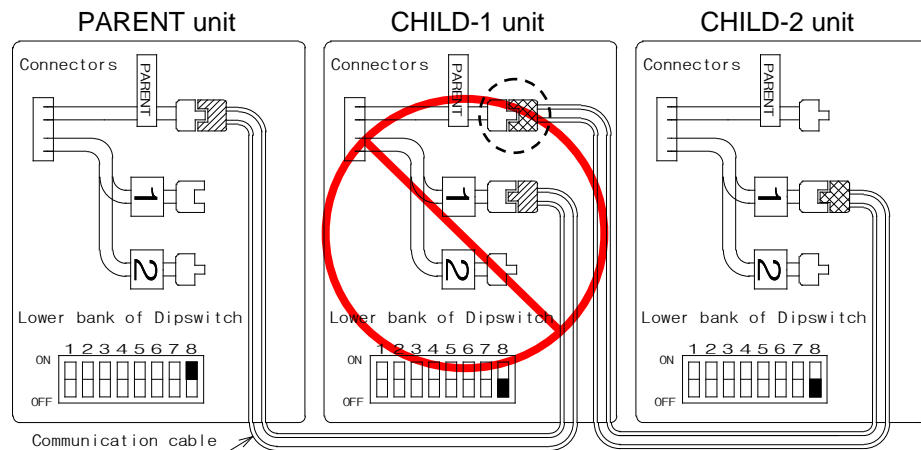 PARENT unit
CHILD-1 unit
CHILD-2 unit
Connectors
PARENT
1
2
Lower bank of Dipswitch
1 2 3 4 5 6 7 8
ON
OFF
Connectors
PARENT
1
2
Lower bank of Dipswitch
1 2 3 4 5 6 7 8
ON
OFF
Connectors
PARENT
1
2
Lower bank of Dipswitch
1 2 3 4 5 6 7 8
ON
OFF
Communication cable